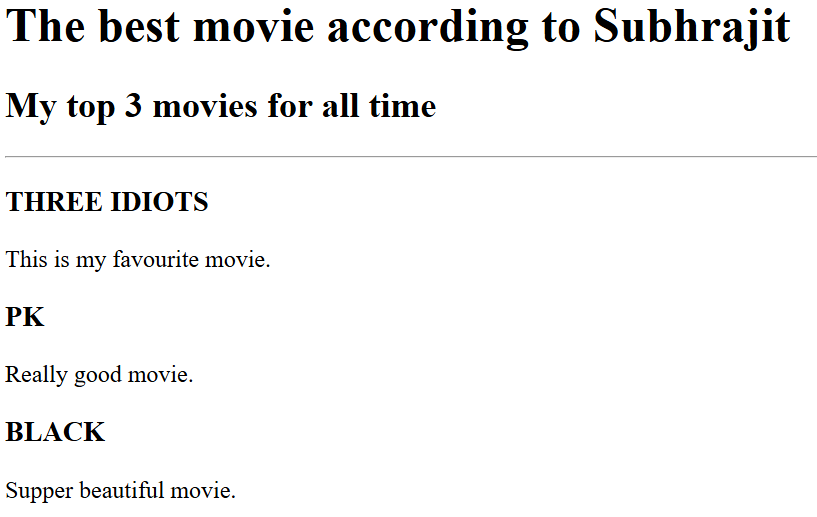 The best movie according to Subhrajit
My top 3 movies for all time
THREE IDIOTS
This is my favourite movie.
PK
Really good movie.
BLACK
Supper beautiful movie.